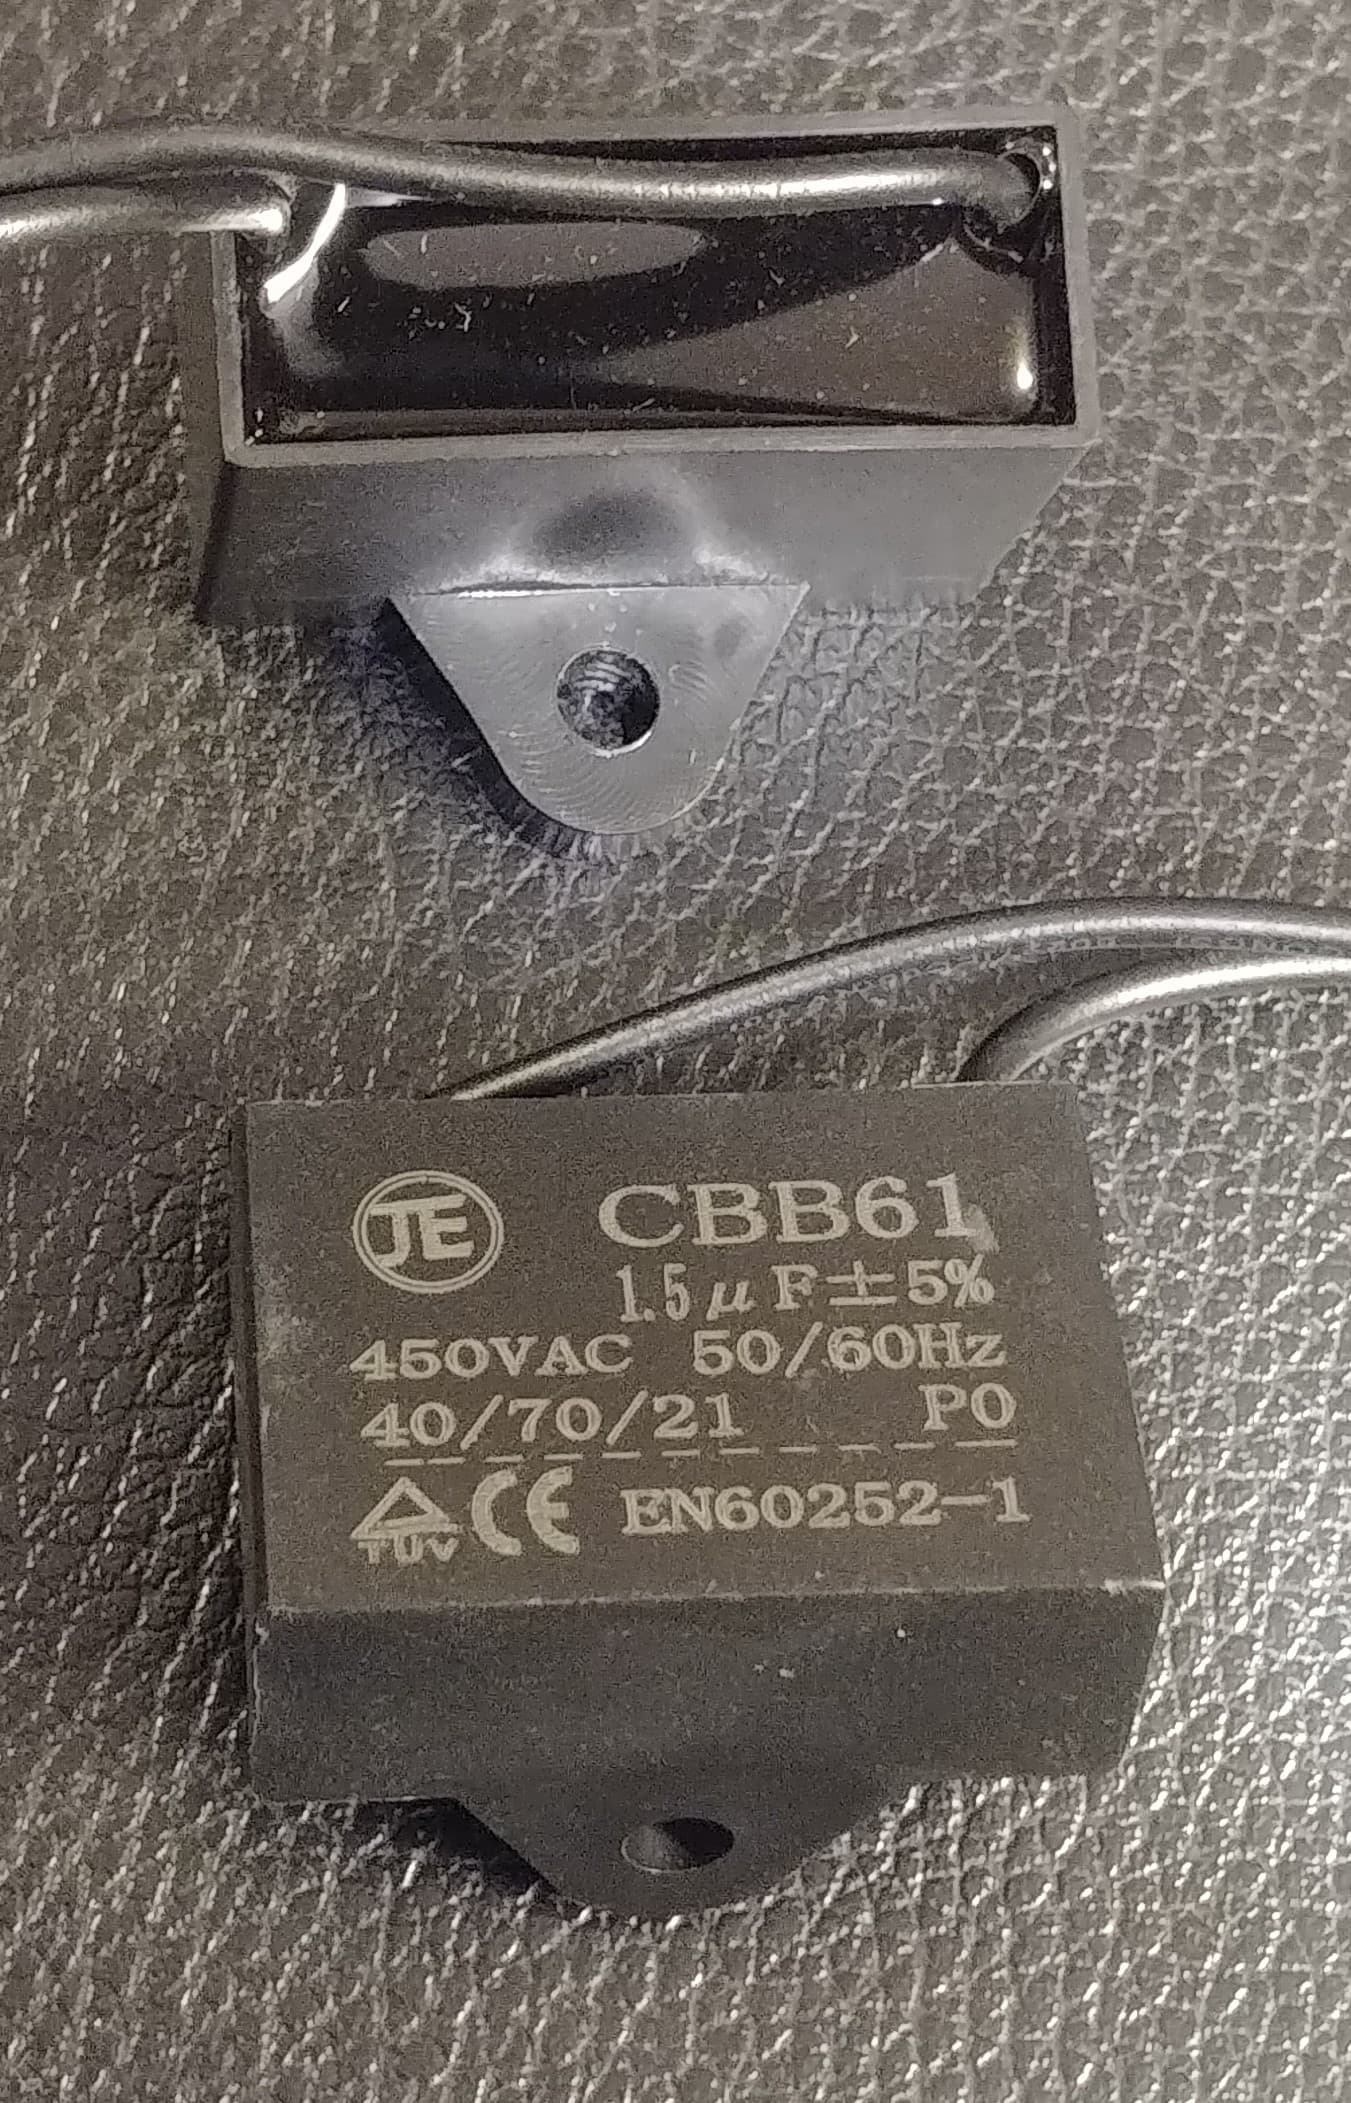 JE CBB61
1.5μF±5%
450VAC 50/60Hz
40/70/21 P0
TUV CE EN60252-1